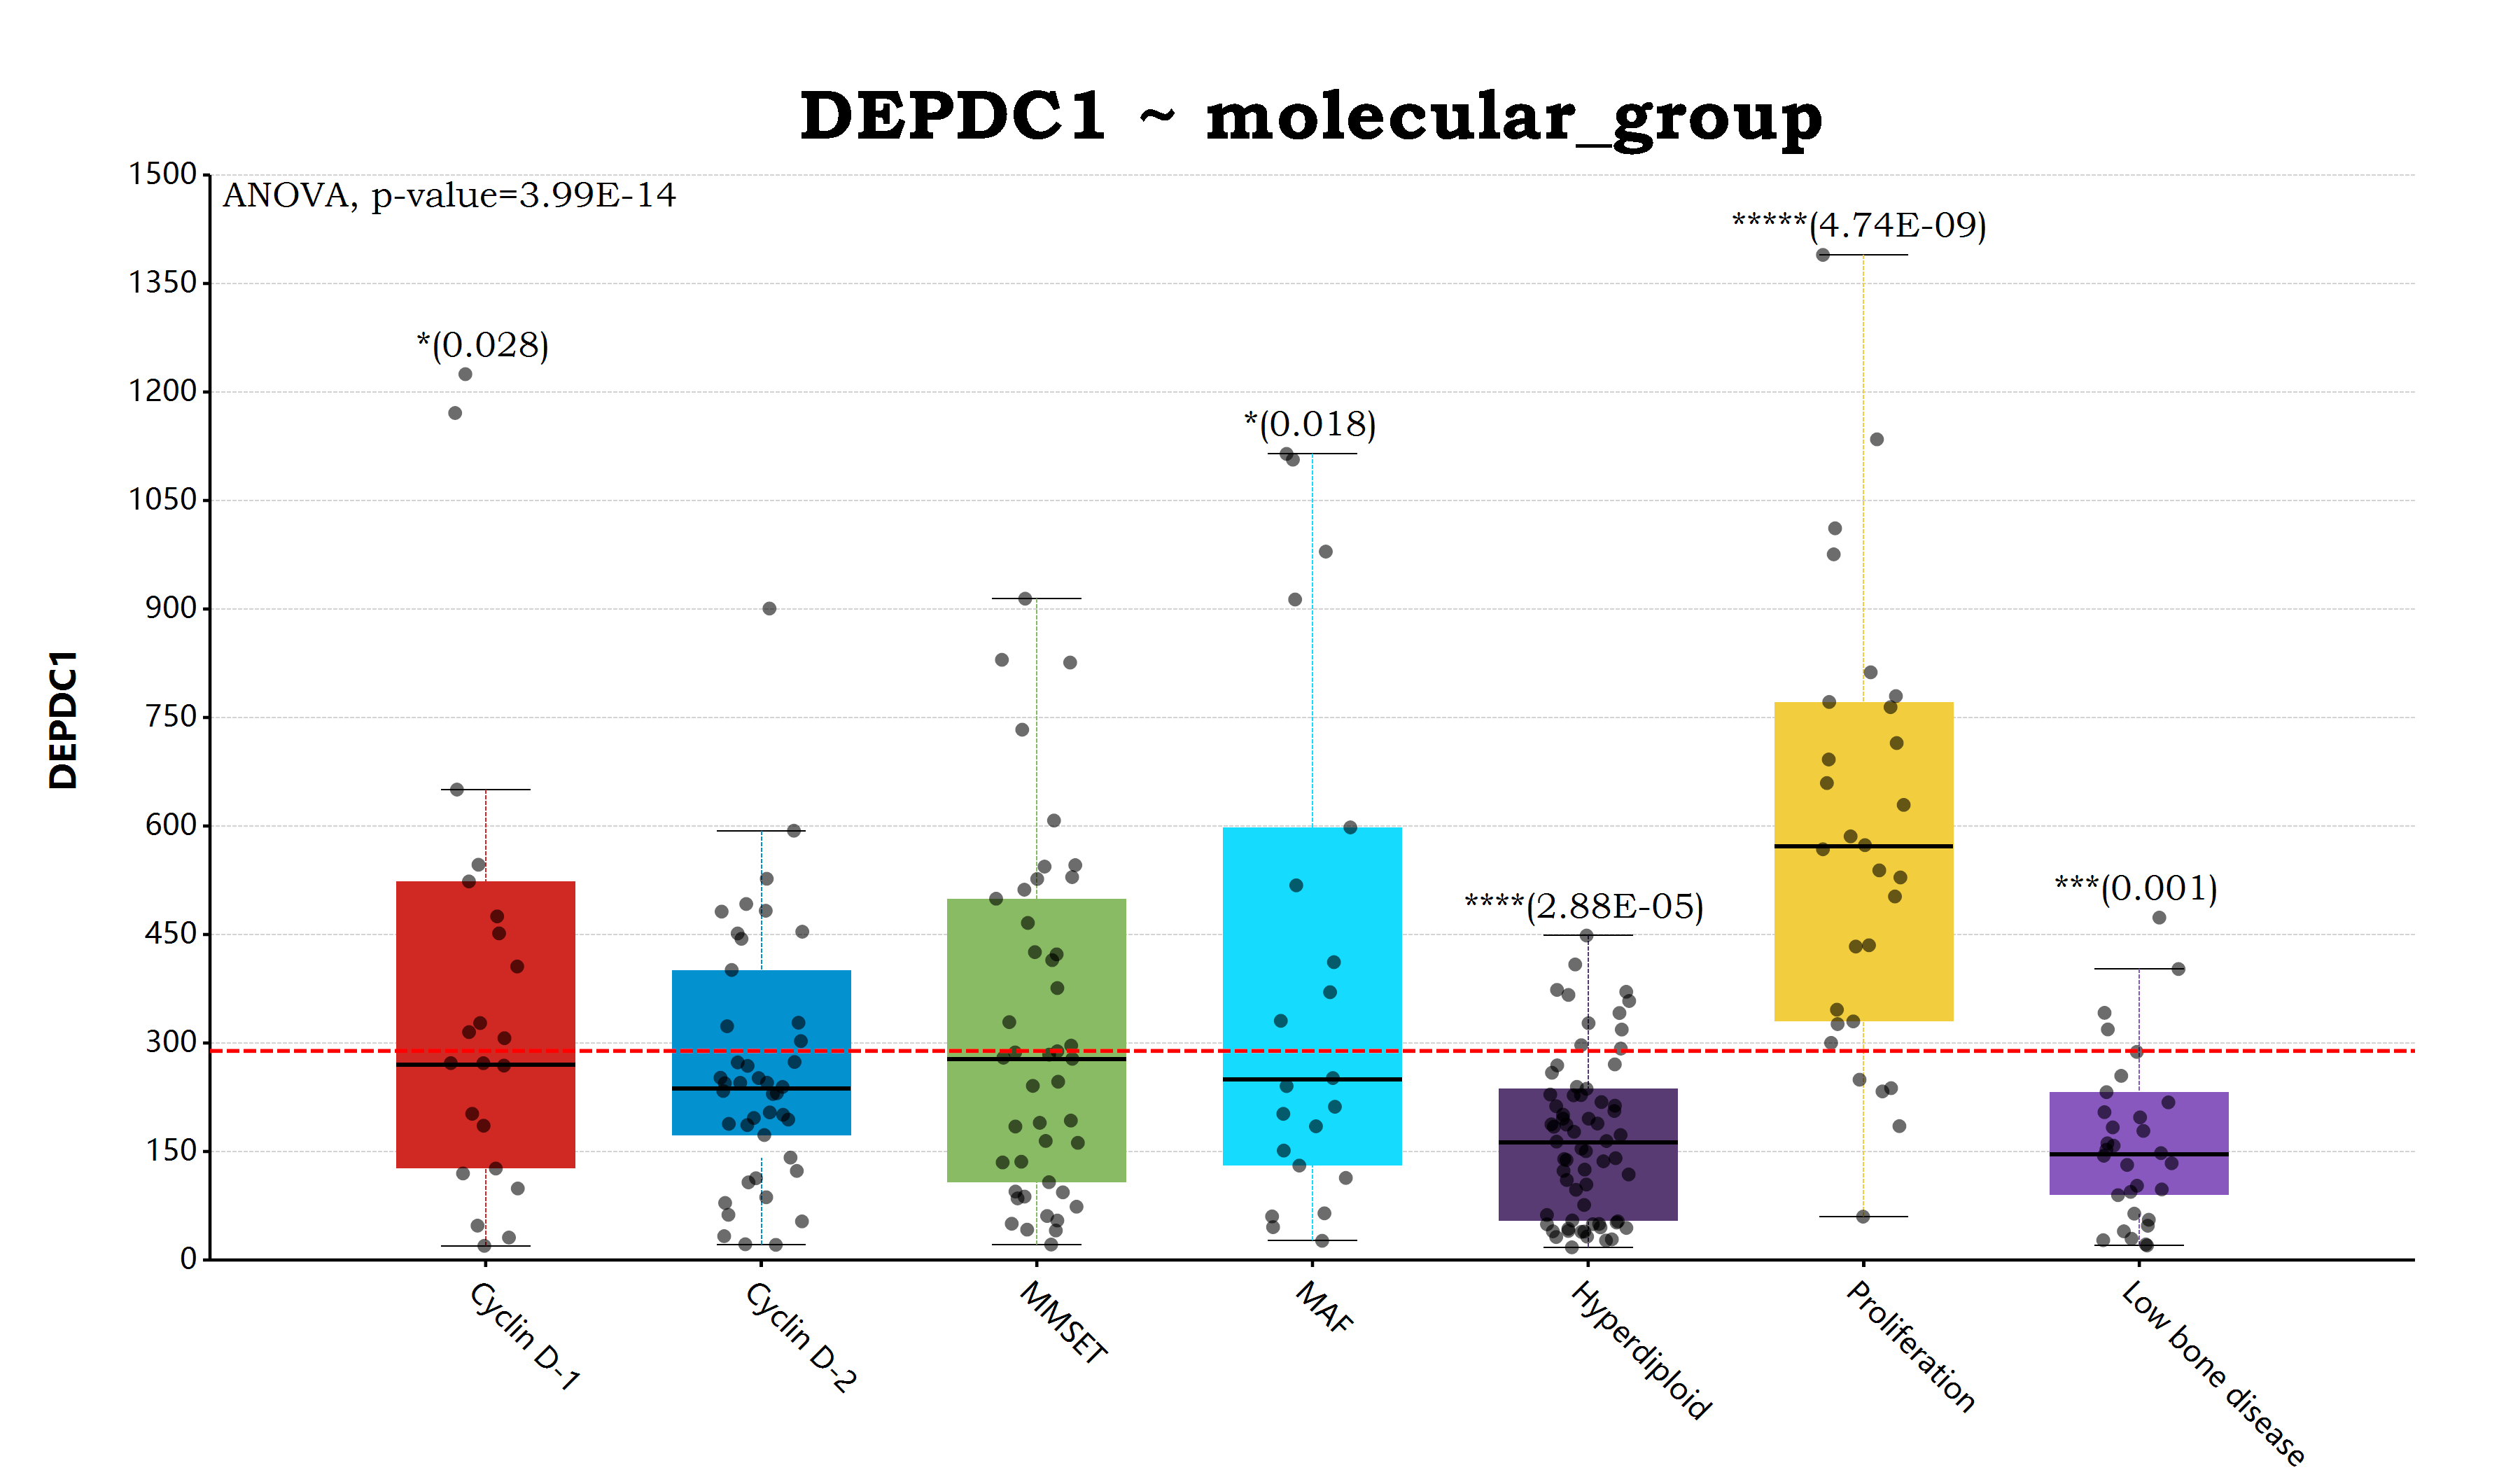 DEPDC1 ~ molecular_group
ANOVA, p-value=3.99E-14
*****(4.74E-09)
*(0.028)
*(0.018)
****(2.88E-05)
***(0.001)
DEPDC1
1500
1350
1200
1050
900
750
600
450
300
150
0
Cyclin D-1
Cyclin D-2
MMSET
MAF
Hyperdiploid
Proliferation
Low bone disease